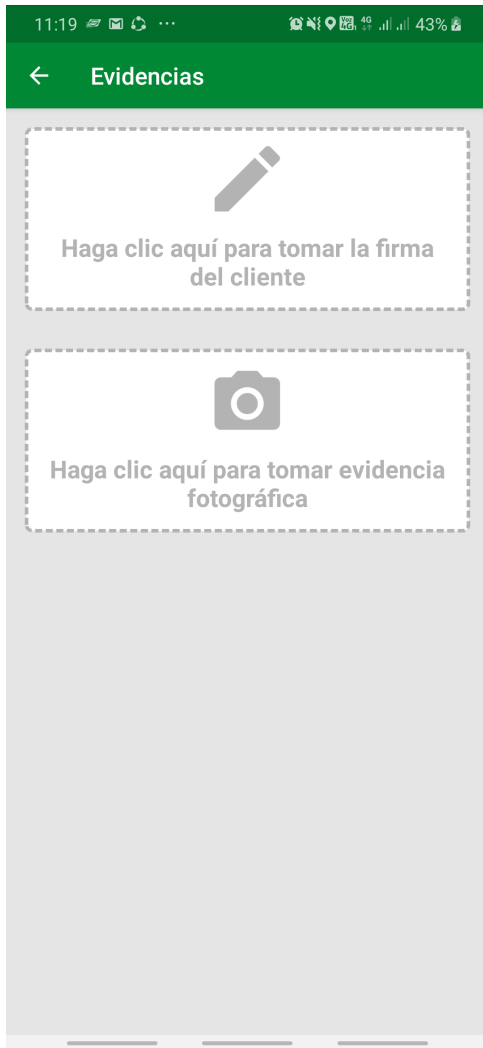 11:19 ... 4G 43%
Evidencias
Haga clic aquí para tomar la firma
del cliente
Haga clic aquí para tomar evidencia
fotográfica